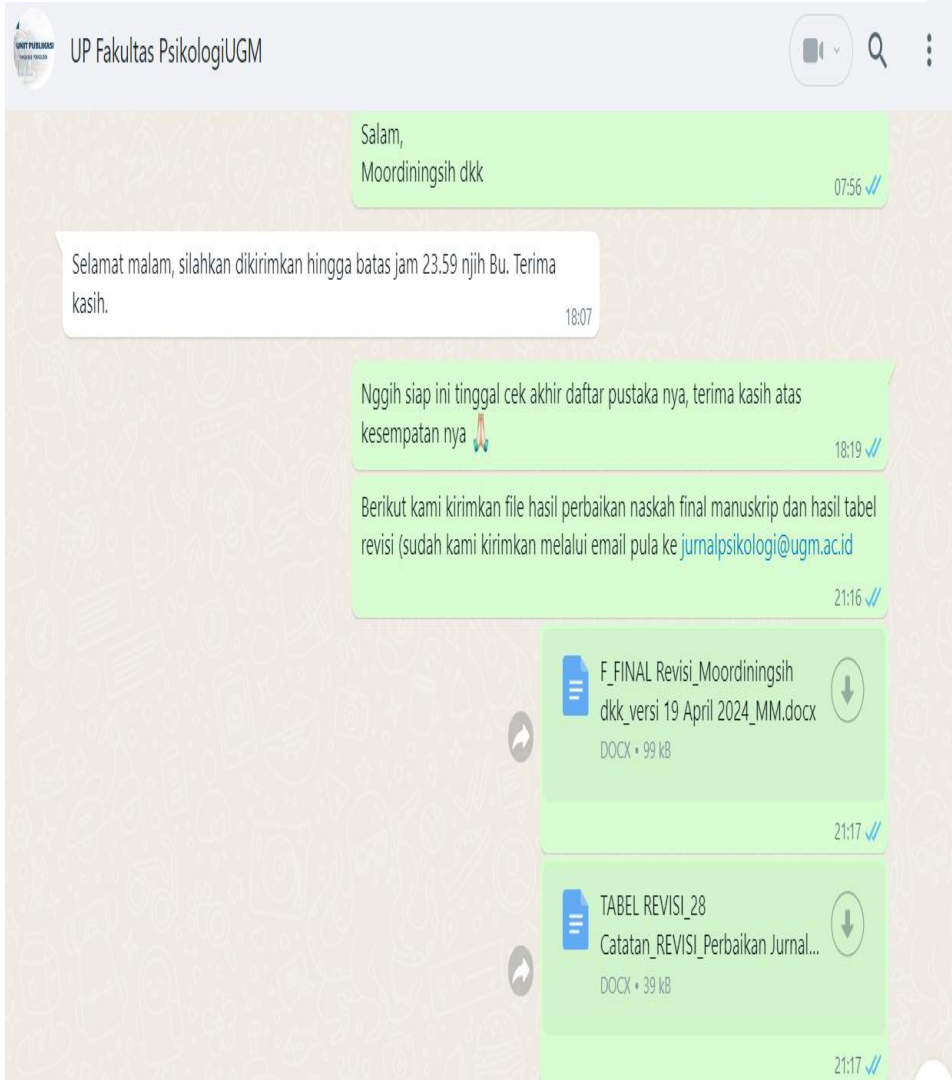 UNIT PUBLIKASI
UP Fakultas PsikologiUGM
Salam,
Moordiningsih dkk
07:56
Selamat malam, silahkan dikirimkan hingga batas jam 23.59 njih Bu. Terima
kasih.
18:07
Nggih siap ini tinggal cek akhir daftar pustaka nya, terima kasih atas
kesempatan nya 🙏
18:19
Berikut kami kirimkan file hasil perbaikan naskah final manuskrip dan hasil tabel
revisi (sudah kami kirimkan melalui email pula ke jurnalpsikologi@ugm.ac.id
21:16
F_FINAL Revisi_Moordiningsih
dkk_versi 19 April 2024_MM.docx
DOCX • 99 kB
21:17
TABEL REVISI_28
Catatan_REVISI_Perbaikan Jurnal...
DOCX • 39 kB
21:17